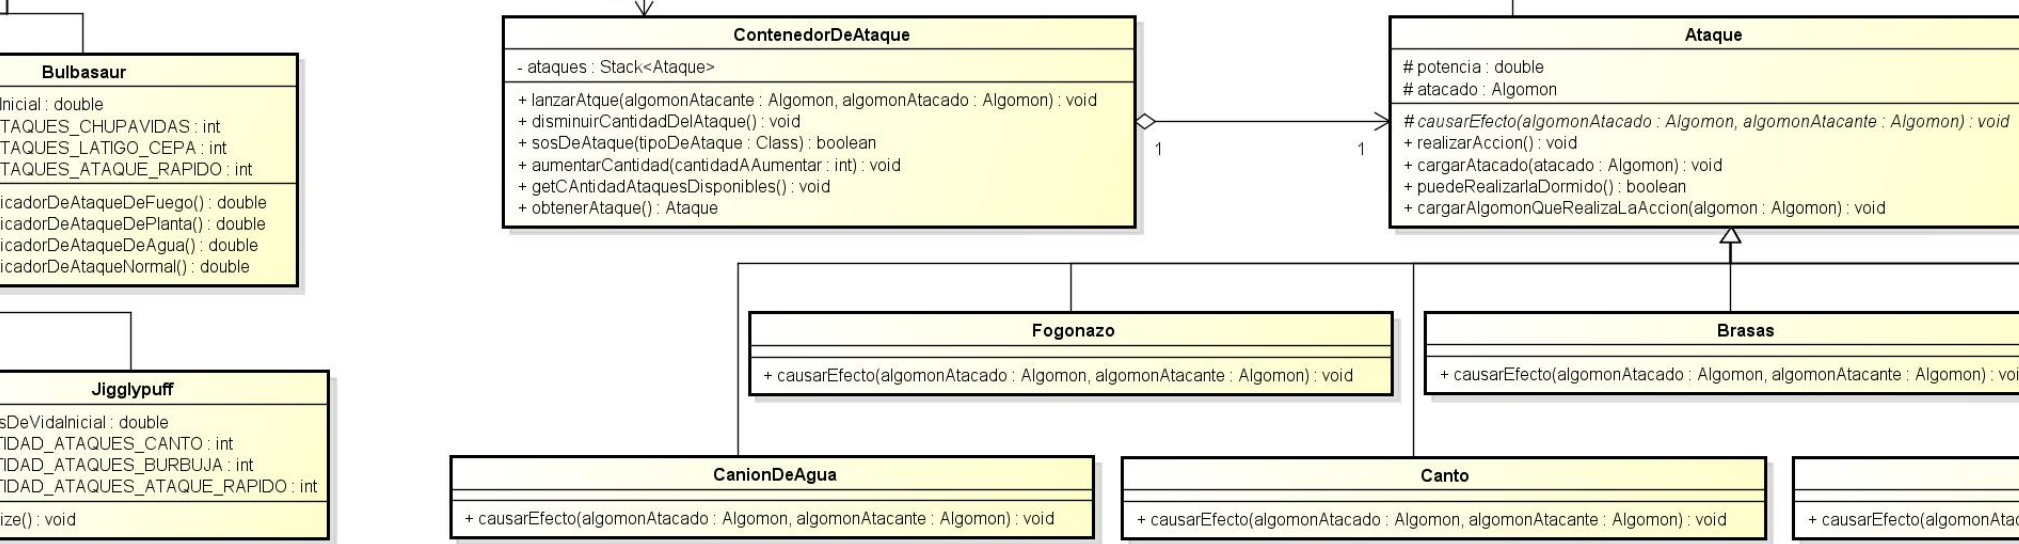 Bulbasaur
Inicial : double
TAQUES_CHUPAVIDAS : int
TAQUES_LATIGO_CEPA : int
TAQUES_ATAQUE_RAPIDO : int
icadorDeAtaqueDeFuego() : double
icadorDeAtaqueDePlanta() : double
icadorDeAtaqueDeAgua() : double
icadorDeAtaqueNormal() : double
Jigglypuff
sDeVidaInicial : double
TIDAD_ATAQUES_CANTO : int
TIDAD_ATAQUES_BURBUJA : int
TIDAD_ATAQUES_ATAQUE_RAPIDO : int
ize() : void
ContenedorDeAtaque
- ataques : Stack<Ataque>
+ lanzarAtque(algomonAtacante : Algomon, algomonAtacado : Algomon) : void
+ disminuirCantidadDelAtaque() : void
+ sosDeAtaque(tipoDeAtaque : Class) : boolean
+ aumentarCantidad(cantidadAAumentar : int) : void
+ getCAntidadAtaquesDisponibles() : void
+ obtenerAtaque() : Ataque
1
1
Ataque
# potencia : double
# atacado : Algomon
# causarEfecto(algomonAtacado : Algomon, algomonAtacante : Algomon) : void
+ realizarAccion() : void
+ cargarAtacado(atacado : Algomon) : void
+ puedeRealizarlaDormido() : boolean
+ cargarAlgomonQueRealizaLaAccion(algomon : Algomon) : void
Fogonazo
+ causarEfecto(algomonAtacado : Algomon, algomonAtacante : Algomon) : void
Brasas
+ causarEfecto(algomonAtacado : Algomon, algomonAtacante : Algomon) : voi
CanionDeAgua
+ causarEfecto(algomonAtacado : Algomon, algomonAtacante : Algomon) : void
Canto
+ causarEfecto(algomonAtacado : Algomon, algomonAtacante : Algomon) : void
+ causarEfecto(algomonAtac